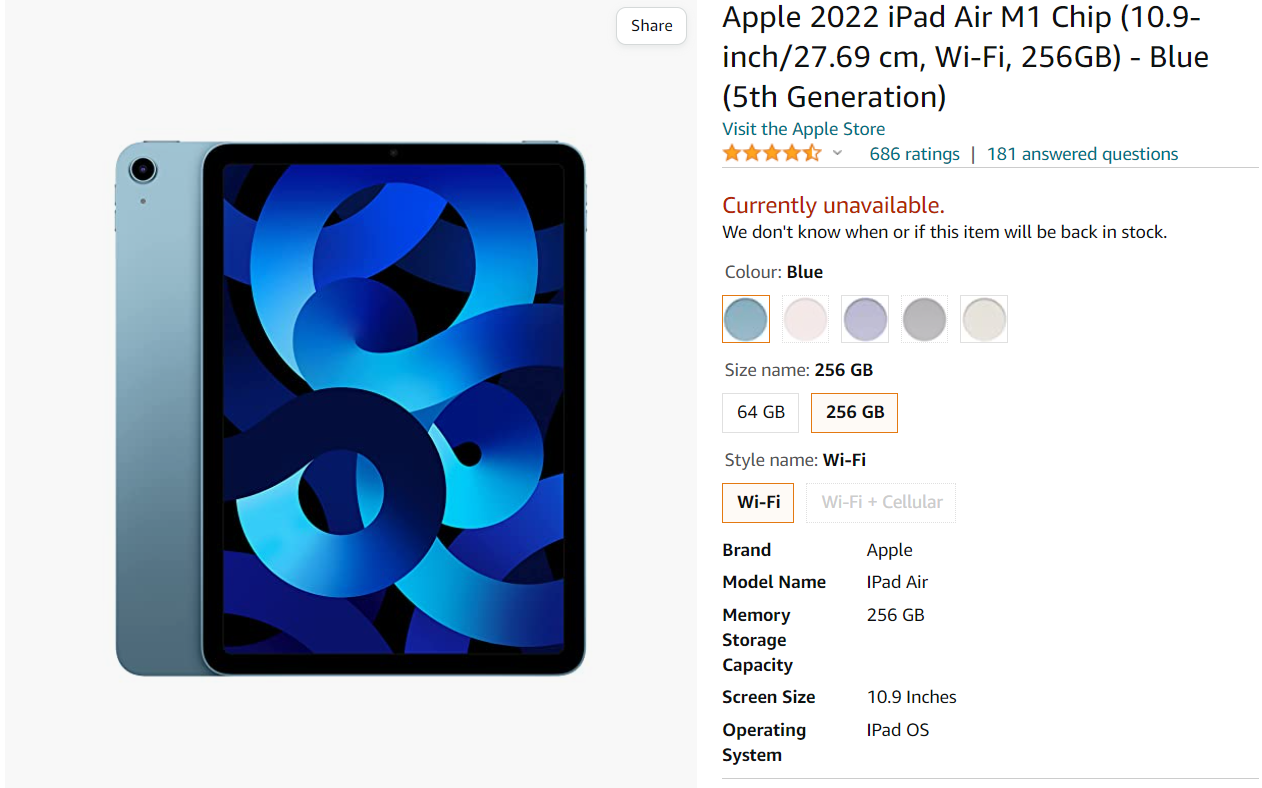 Share
Apple 2022 iPad Air M1 Chip (10.9-
inch/27.69 cm, Wi-Fi, 256GB) - Blue
(5th Generation)
Visit the Apple Store
686 ratings | 181 answered questions
Currently unavailable.
We don't know when or if this item will be back in stock.
Colour: Blue
Size name: 256 GB
64 GB 256 GB
Style name: Wi-Fi
Wi-Fi Wi-Fi + Cellular
Brand Apple
Model Name IPad Air
Memory 256 GB
Storage
Capacity
Screen Size 10.9 Inches
Operating IPad OS
System